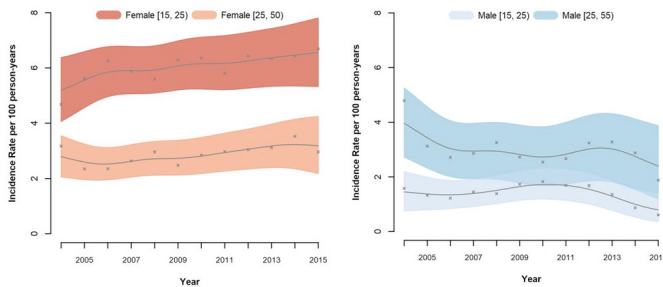 Female [15, 25)
Female [25, 50)
Incidence Rate per 100 person-years
8
6
4
2
0
2005
2007
2009
2011
2013
2015
Year
Male [15, 25)
Male [25, 55)
Incidence Rate per 100 person-years
8
6
4
2
0
2005
2007
2009
2011
2013
201
Year